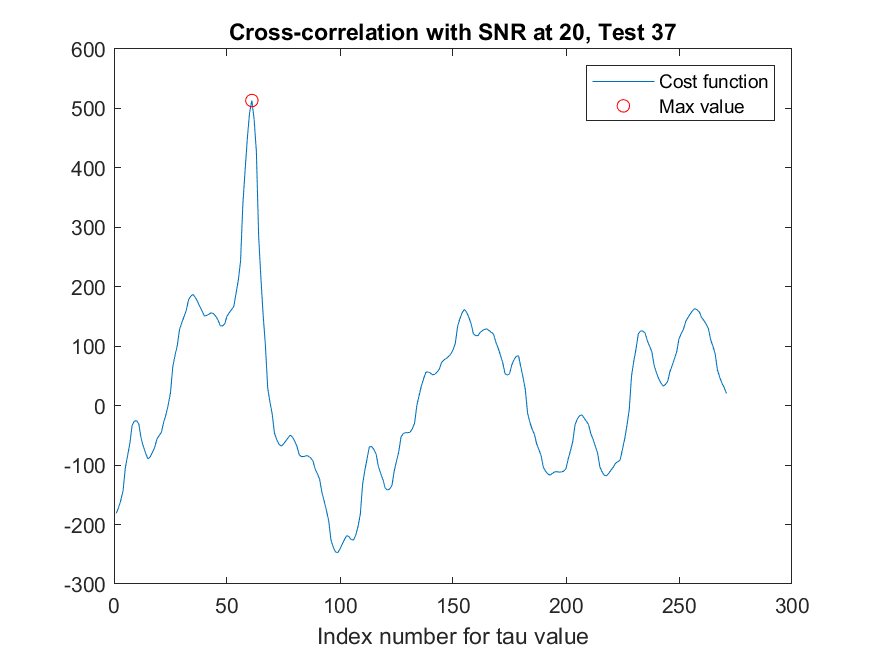 Cross-correlation with SNR at 20, Test 37
600
500
400
300
200
100
0
-100
-200
-300
Cost function
Max value
0 50 100 150 200 250 300
Index number for tau value